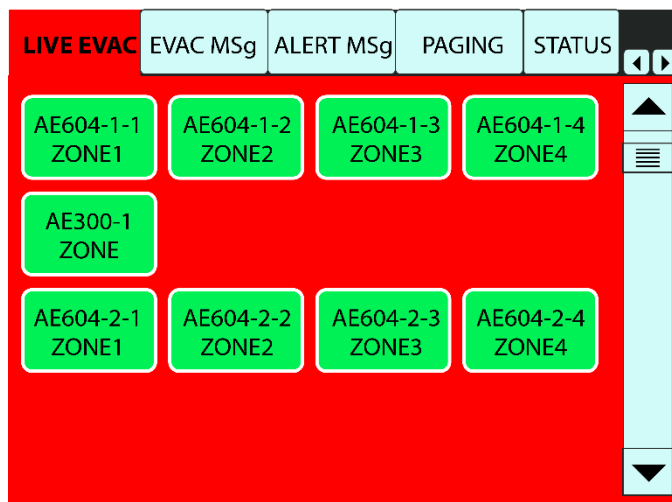 LIVE EVAC EVAC MSg ALERT MSg PAGING STATUS
AE604-1-1 AE604-1-2 AE604-1-3 AE604-1-4
ZONE1 ZONE2 ZONE3 ZONE4
AE300-1
ZONE
AE604-2-1 AE604-2-2 AE604-2-3 AE604-2-4
ZONE1 ZONE2 ZONE3 ZONE4